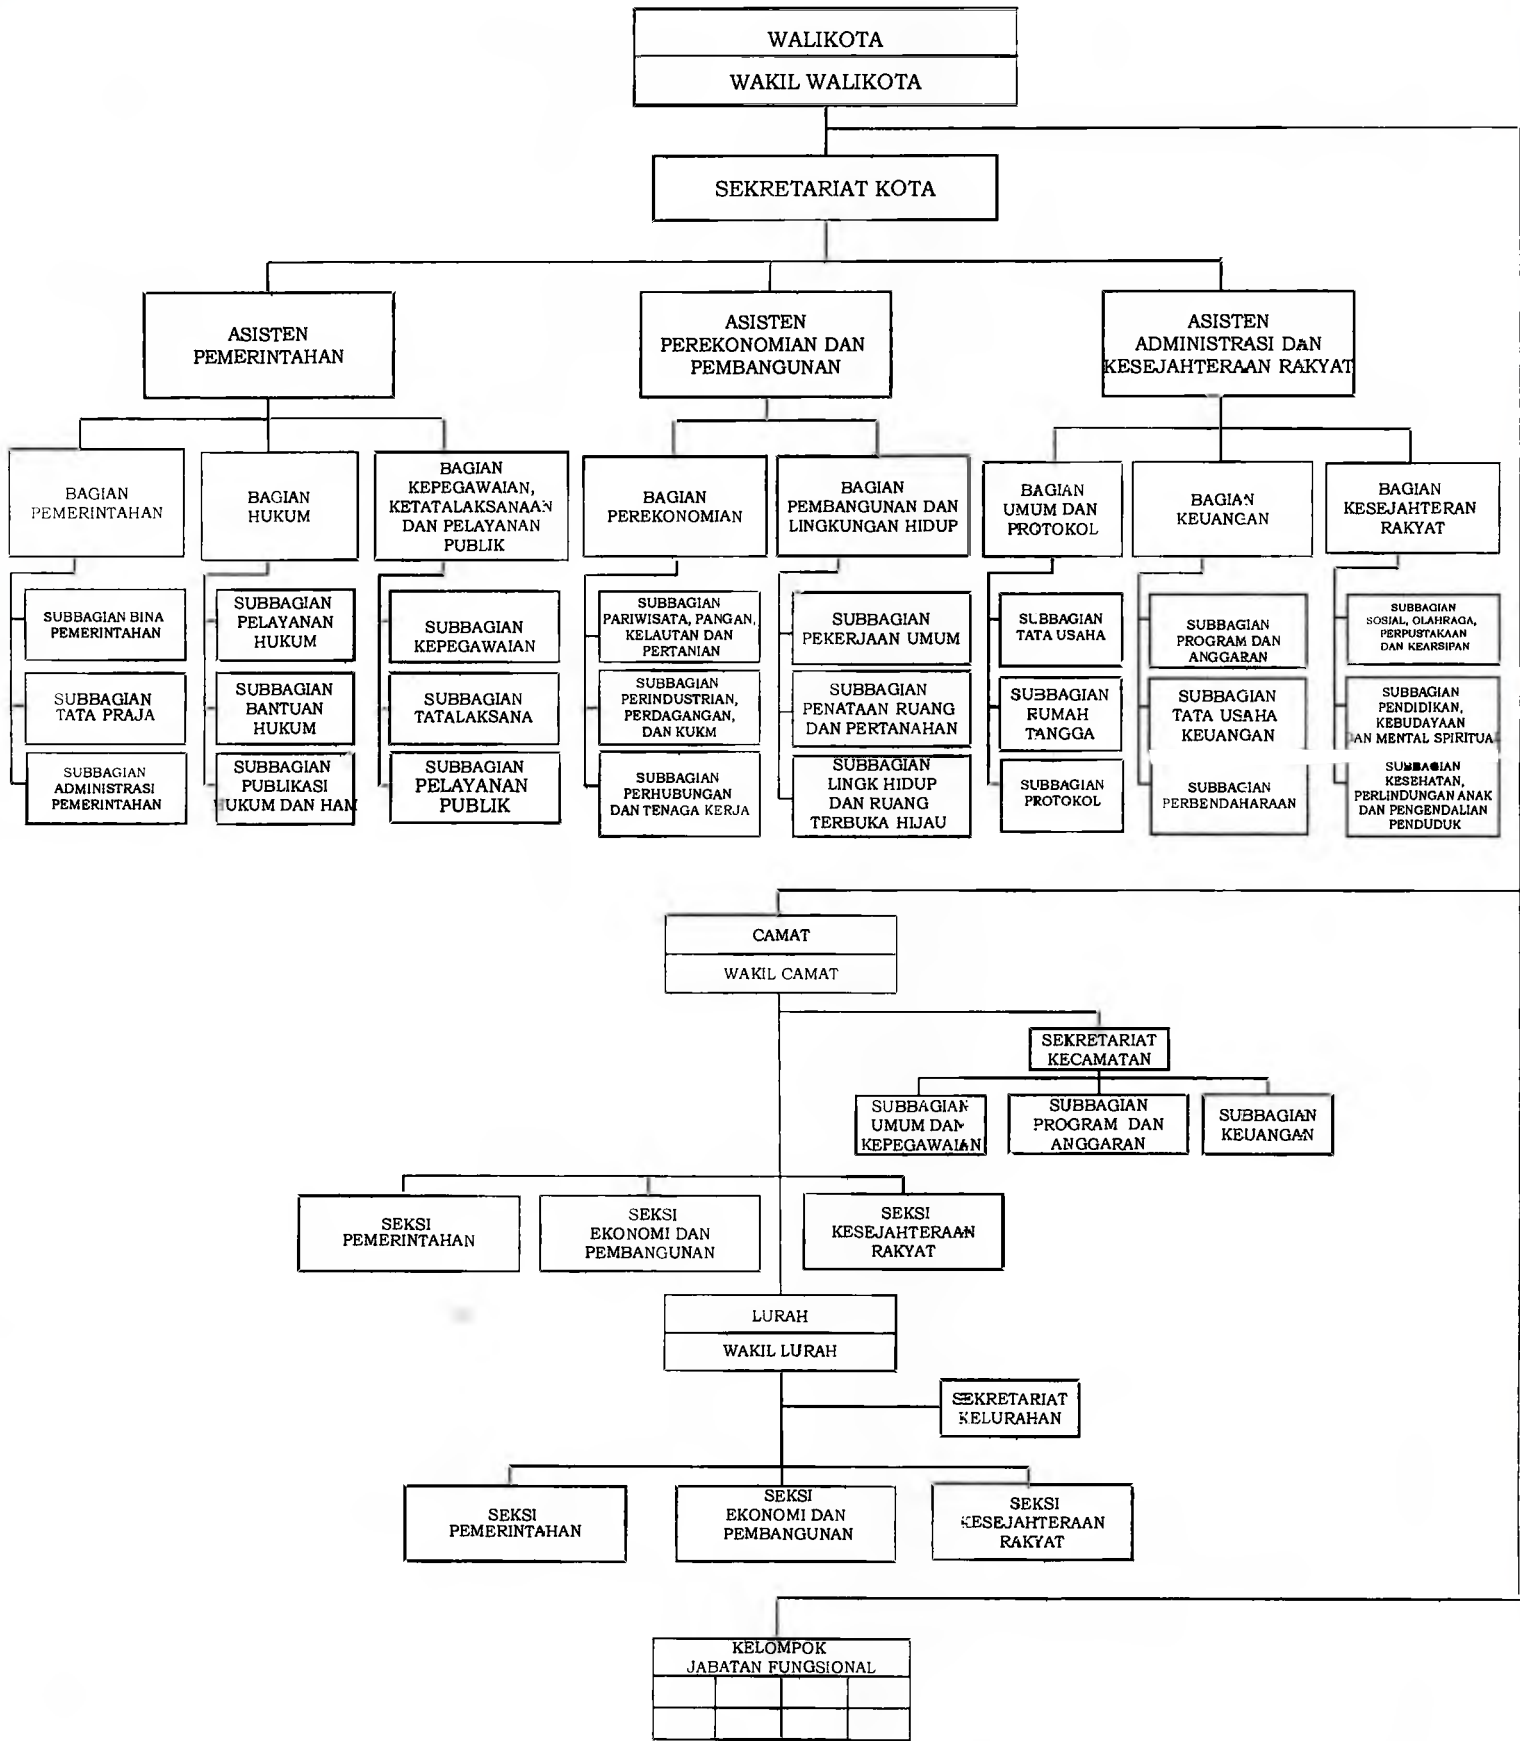 WALIKOTA
WAKIL WALIKOTA
SEKRETARIAT KOTA
ASISTEN
PEMERINTAHAN
ASISTEN
PEREKONOMIAN DAN
PEMBANGUNAN
ASISTEN
ADMINISTRASI DAN
KESEJAHTERAAN RAKYAT
BAGIAN
PEMERINTAHAN
BAGIAN
HUKUM
BAGIAN
KEPEGAWAIAN,
KETATALAKSANAAN
DAN PELAYANAN
PUBLIK
BAGIAN
PEREKONOMIAN
BAGIAN
PEMBANGUNAN DAN
LINGKUNGAN HIDUP
BAGIAN
UMUM DAN
PROTOKOL
BAGIAN
KEUANGAN
BAGIAN
KESEJAHTERAN
RAKYAT
SUBBAGIAN BINA
PEMERINTAHAN
SUBBAGIAN
PELAYANAN
HUKUM
SUBBAGIAN
KEPEGAWAIAN
SUBBAGIAN
PARIWISATA, PANGAN,
KELAUTAN DAN
PERTANIAN
SUBBAGIAN
PEKERJAAN UMUM
SUBBAGIAN
TATA USAHA
SUBBAGIAN
PROGRAM DAN
ANGGARAN
SUBBAGIAN
SOSIAL, OLAHRAGA,
PERPUSTAKAAN
DAN KEARSIPAN
SUBBAGIAN
TATA PRAJA
SUBBAGIAN
BANTUAN
HUKUM
SUBBAGIAN
TATALAKSANA
SUBBAGIAN
PERINDUSTRIAN,
PERDAGANGAN,
DAN KUKM
SUBBAGIAN
PENATAAN RUANG
DAN PERTANAHAN
SUBBAGIAN
RUMAH
TANGGA
SUBBAGIAN
TATA USAHA
KEUANGAN
SUBBAGIAN
PENDIDIKAN,
KEBUDAYAAN
DAN MENTAL SPIRITUAL
SUBBAGIAN
ADMINISTRASI
PEMERINTAHAN
SUBBAGIAN
PUBLIKASI
HUKUM DAN HAM
SUBBAGIAN
PELAYANAN
PUBLIK
SUBBAGIAN
PERHUBUNGAN
DAN TENAGA KERJA
SUBBAGIAN
LINGK HIDUP
DAN RUANG
TERBUKA HIJAU
SUBBAGIAN
PROTOKOL
SUBBAGIAN
PERBENDAHARAAN
SUBBAGIAN
KESEHATAN,
PERLINDUNGAN ANAK
DAN PENGENDALIAN
PENDUDUK
CAMAT
WAKIL CAMAT
SEKRETARIAT
KECAMATAN
SUBBAGIAN
UMUM DAN
KEPEGAWAIAN
SUBBAGIAN
PROGRAM DAN
ANGGARAN
SUBBAGIAN
KEUANGAN
SEKSI
PEMERINTAHAN
SEKSI
EKONOMI DAN
PEMBANGUNAN
SEKSI
KESEJAHTERAAN
RAKYAT
LURAH
WAKIL LURAH
SEKRETARIAT
KELURAHAN
SEKSI
PEMERINTAHAN
SEKSI
EKONOMI DAN
PEMBANGUNAN
SEKSI
KESEJAHTERAAN
RAKYAT
KELOMPOK
JABATAN FUNGSIONAL